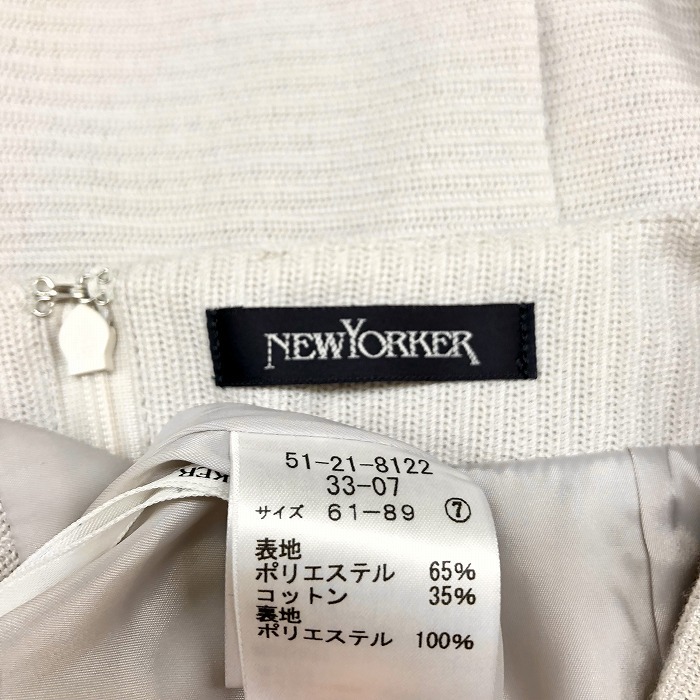 NEWYORKER
KER
51-21-8122
33-07
サイズ 61-89 ⑦
表地
ポリエステル 65%
コットン 35%
裏地
ポリエステル 100%